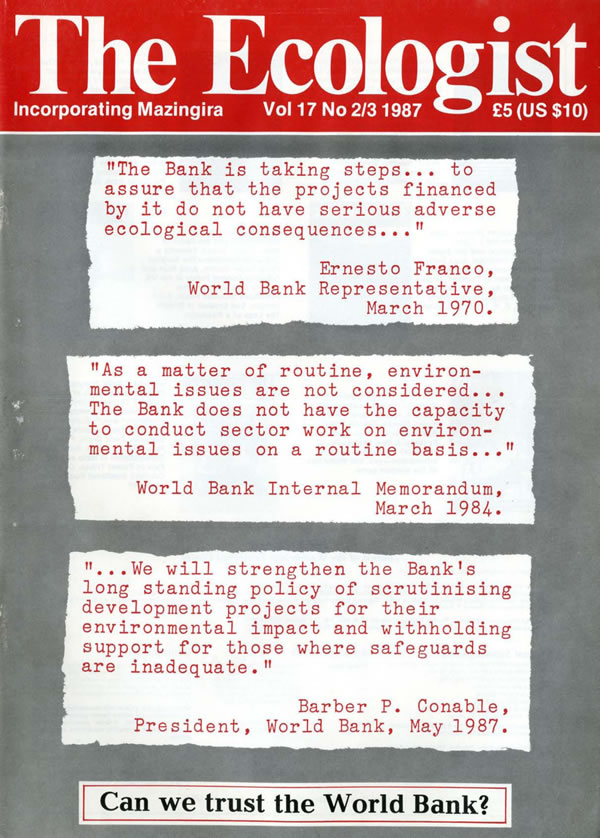 The Ecologist
Incorporating Mazingira Vol 17 No 2/3 1987 £5 (US $10)
"The Bank is taking steps... to
assure that the projects financed
by it do not have serious adverse
ecological consequences..."
Ernesto Franco,
World Bank Representative,
March 1970.
"As a matter of routine, environ-
mental issues are not considered...
The Bank does not have the capacity
to conduct sector work on environ-
mental issues on a routine basis..."
World Bank Internal Memorandum,
March 1984.
"...We will strengthen the Bank's
long standing policy of scrutinising
development projects for their
environmental impact and withholding
support for those where safeguards
are inadequate."
Barber P. Conable,
President, World Bank, May 1987.
Can we trust the World Bank?